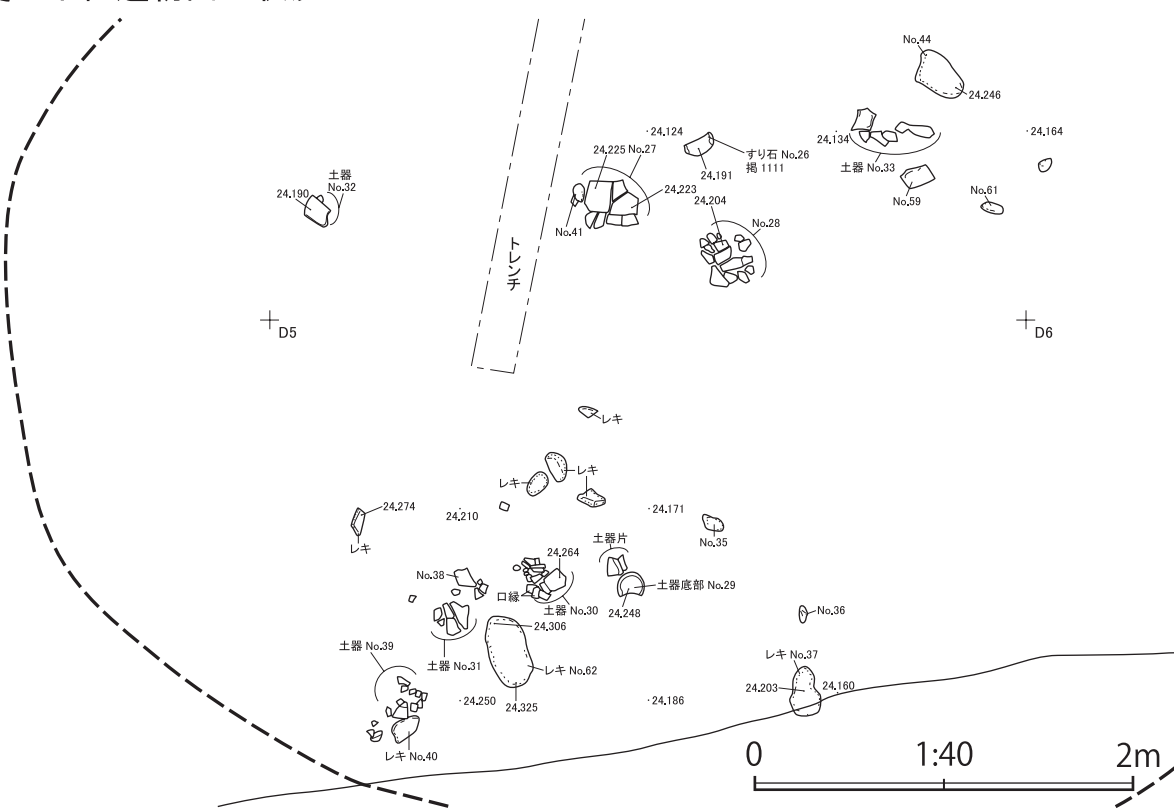 No.44
24.246
24.124
24.134
24.164
24.225 No.27
すり石 No.26
掲 1111
24.191
土器 No.33
土器
No.32
24.190
24.223
24.204
No.59
No.61
No.41
No.28
トレンチ
D5
D6
レキ
レキ
レキ
24.274
24.210
24.171
レキ
No.35
土器片
24.264
No.38
土器底部 No.29
口縁
土器 No.30
24.248
No.36
24.306
土器 No.39
土器 No.31
レキ No.62
レキ No.37
24.203
24.160
24.250
24.325
24.186
レキ No.40
0
1:40
2m